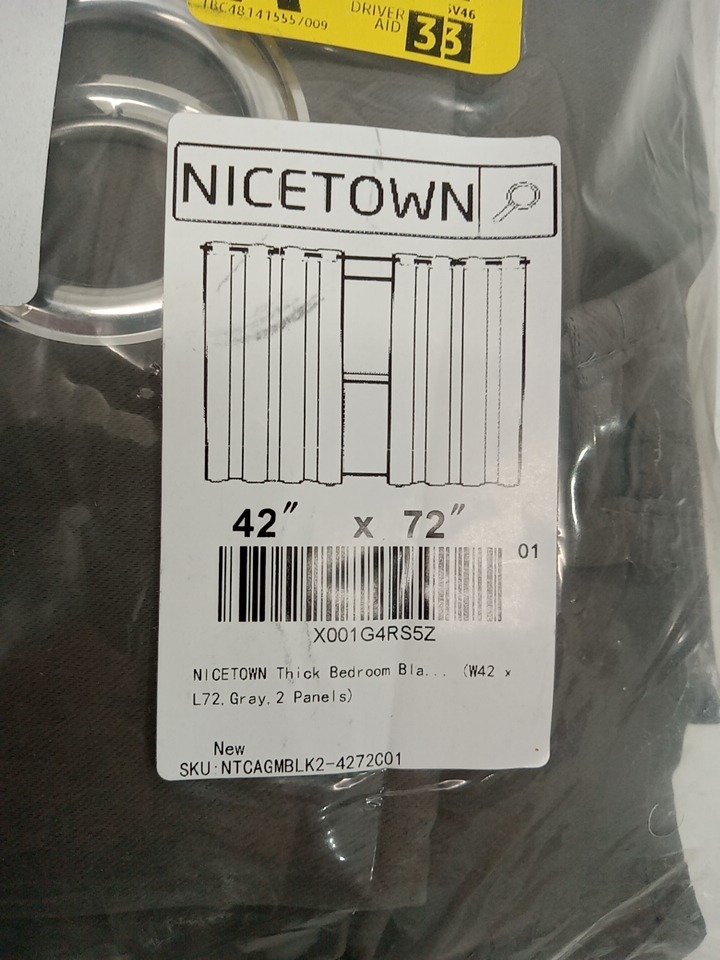 DRIVER
AID
33
NICETOWN
42" x 72"
01
X001G4RS5Z
NICETOWN Thick Bedroom Bla... (W42 x
L72, Gray, 2 Panels)
New
SKU:NTCAGMBLK2-4272C01